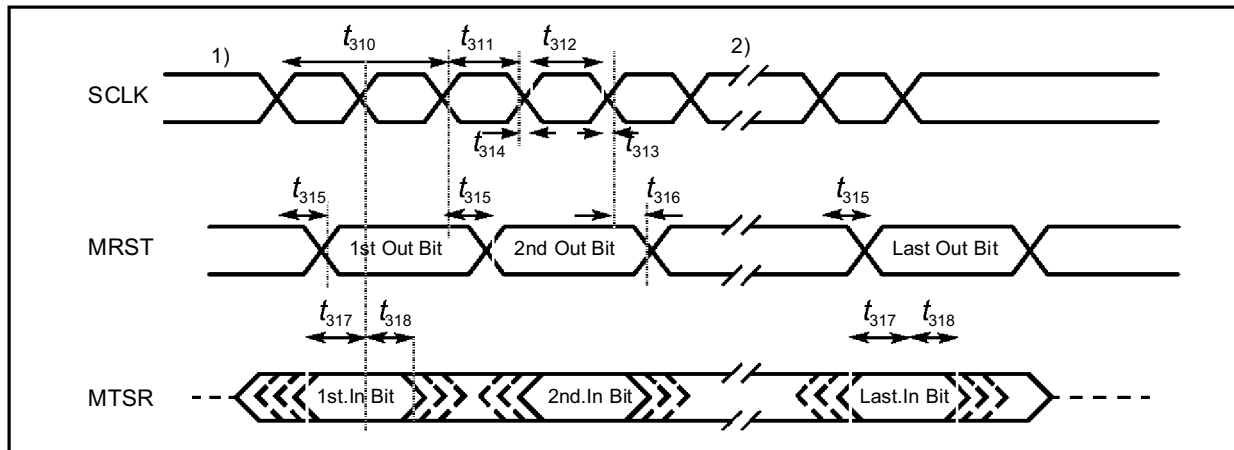 1) t310 t311 t312 2)
SCLK
t314 t313
t315 t315 t316 t315
MRST 1st Out Bit 2nd Out Bit Last Out Bit
t317 t318 t317 t318
MTSR 1st.In Bit 2nd.In Bit Last.In Bit